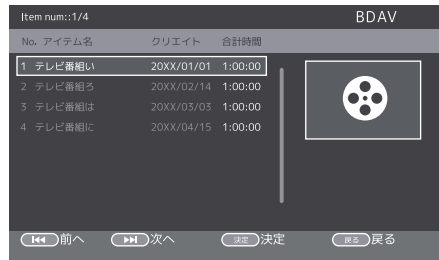 Item num::1/4 BDAV
No. アイテム名 クリエイト 合計時間
1 テレビ番組い 20XX/01/01 1:00:00
2 テレビ番組ろ 20XX/02/14 1:00:00
3 テレビ番組は 20XX/03/03 1:00:00
4 テレビ番組に 20XX/04/15 1:00:00
前へ 次へ 決定 決定 戻る 戻る